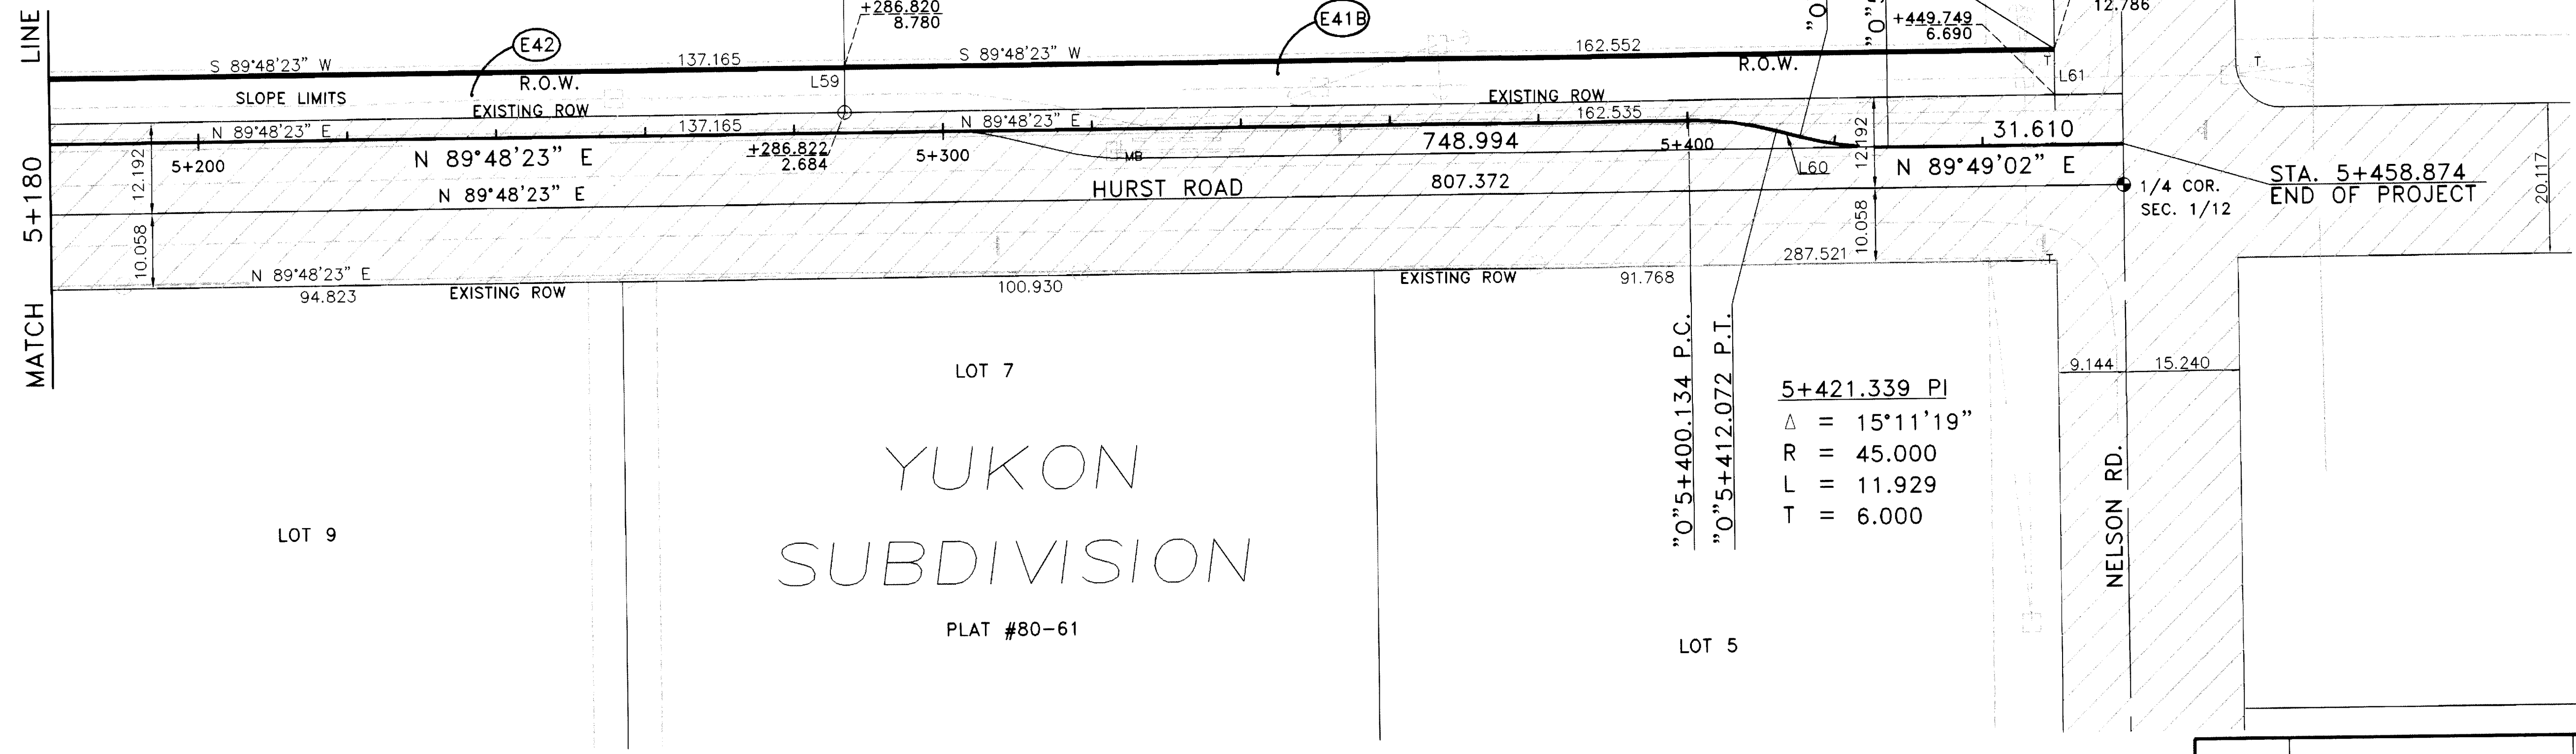 MATCH 5+180 LINE
+286.820
8.780
E42
E41B
"0
"0"5
+449.749
6.690
12.786
S 89°48'23" W
137.165
S 89°48'23" W
162.552
R.O.W.
L59
R.O.W.
T
L61
T
SLOPE LIMITS
EXISTING ROW
EXISTING ROW
N 89°48'23" E
137.165
N 89°48'23" E
162.535
12.192
5+200
N 89°48'23" E
+286.822
2.684
5+300
MB
748.994
5+400
L60
12.192
31.610
N 89°49'02" E
N 89°48'23" E
HURST ROAD
807.372
1/4 COR.
SEC. 1/12
STA. 5+458.874
END OF PROJECT
20.117
10.058
N 89°48'23" E
94.823
EXISTING ROW
100.930
EXISTING ROW
91.768
287.521
10.058
T
LOT 7
"0"5+400.134 P.C.
"0"5+412.072 P.T.
5+421.339 PI
Δ = 15°11'19"
R = 45.000
L = 11.929
T = 6.000
9.144
15.240
NELSON RD.
YUKON
SUBDIVISION
PLAT #80-61
LOT 9
LOT 5